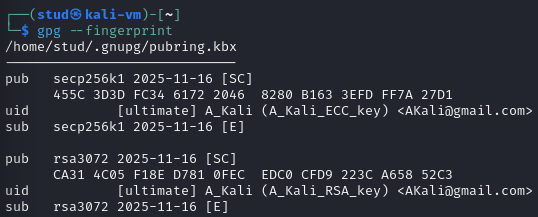 ┌──(stud㉿kali-vm)-[~]
└─$ gpg --fingerprint
/home/stud/.gnupg/pubring.kbx
-----------------------------
pub   secp256k1 2025-11-16 [SC]
      455C 3D3D FC34 6172 2046  8280 B163 3EFD FF7A 27D1
uid           [ultimate] A_Kali (A_Kali_ECC_key) <AKali@gmail.com>
sub   secp256k1 2025-11-16 [E]

pub   rsa3072 2025-11-16 [SC]
      CA31 4C05 F18E D781 0FEC  EDC0 CFD9 223C A658 52C3
uid           [ultimate] A_Kali (A_Kali_RSA_key) <AKali@gmail.com>
sub   rsa3072 2025-11-16 [E]